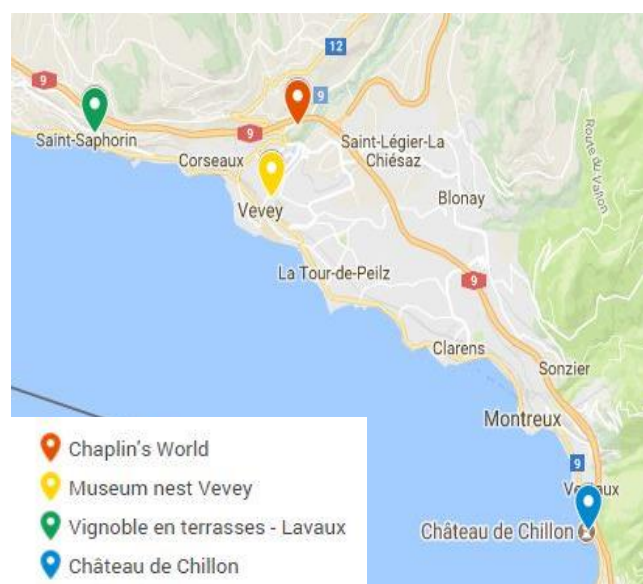 12
9
9
Saint-Saphorin
9
Saint-Légier-La
Chiésaz
Corseaux
Route du Vallon
Blonay
Vevey
La Tour-de-Peilz
9
Clarens
Sonzier
Montreux
9
Château de Chillon
Chaplin's World
Museum nest Vevey
Vignoble en terrasses - Lavaux
Château de Chillon